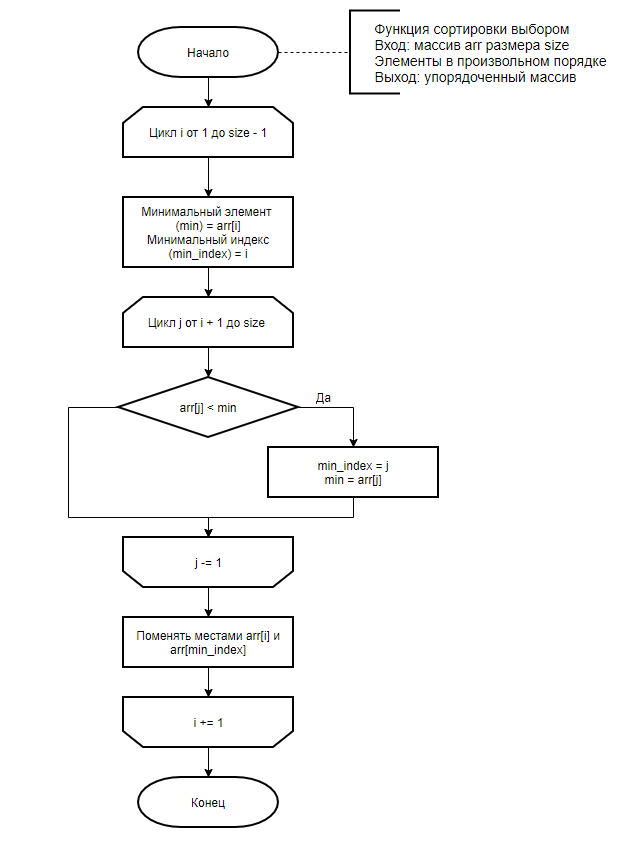 Функция сортировки выбором
Вход: массив arr размера size
Элементы в произвольном порядке
Выход: упорядоченный массив
Начало
Цикл i от 1 до size - 1
Минимальный элемент
(min) = arr[i]
Минимальный индекс
(min_index) = i
Цикл j от i + 1 до size
arr[j] < min
Да
min_index = j
min = arr[j]
j -= 1
Поменять местами arr[i] и
arr[min_index]
i += 1
Конец